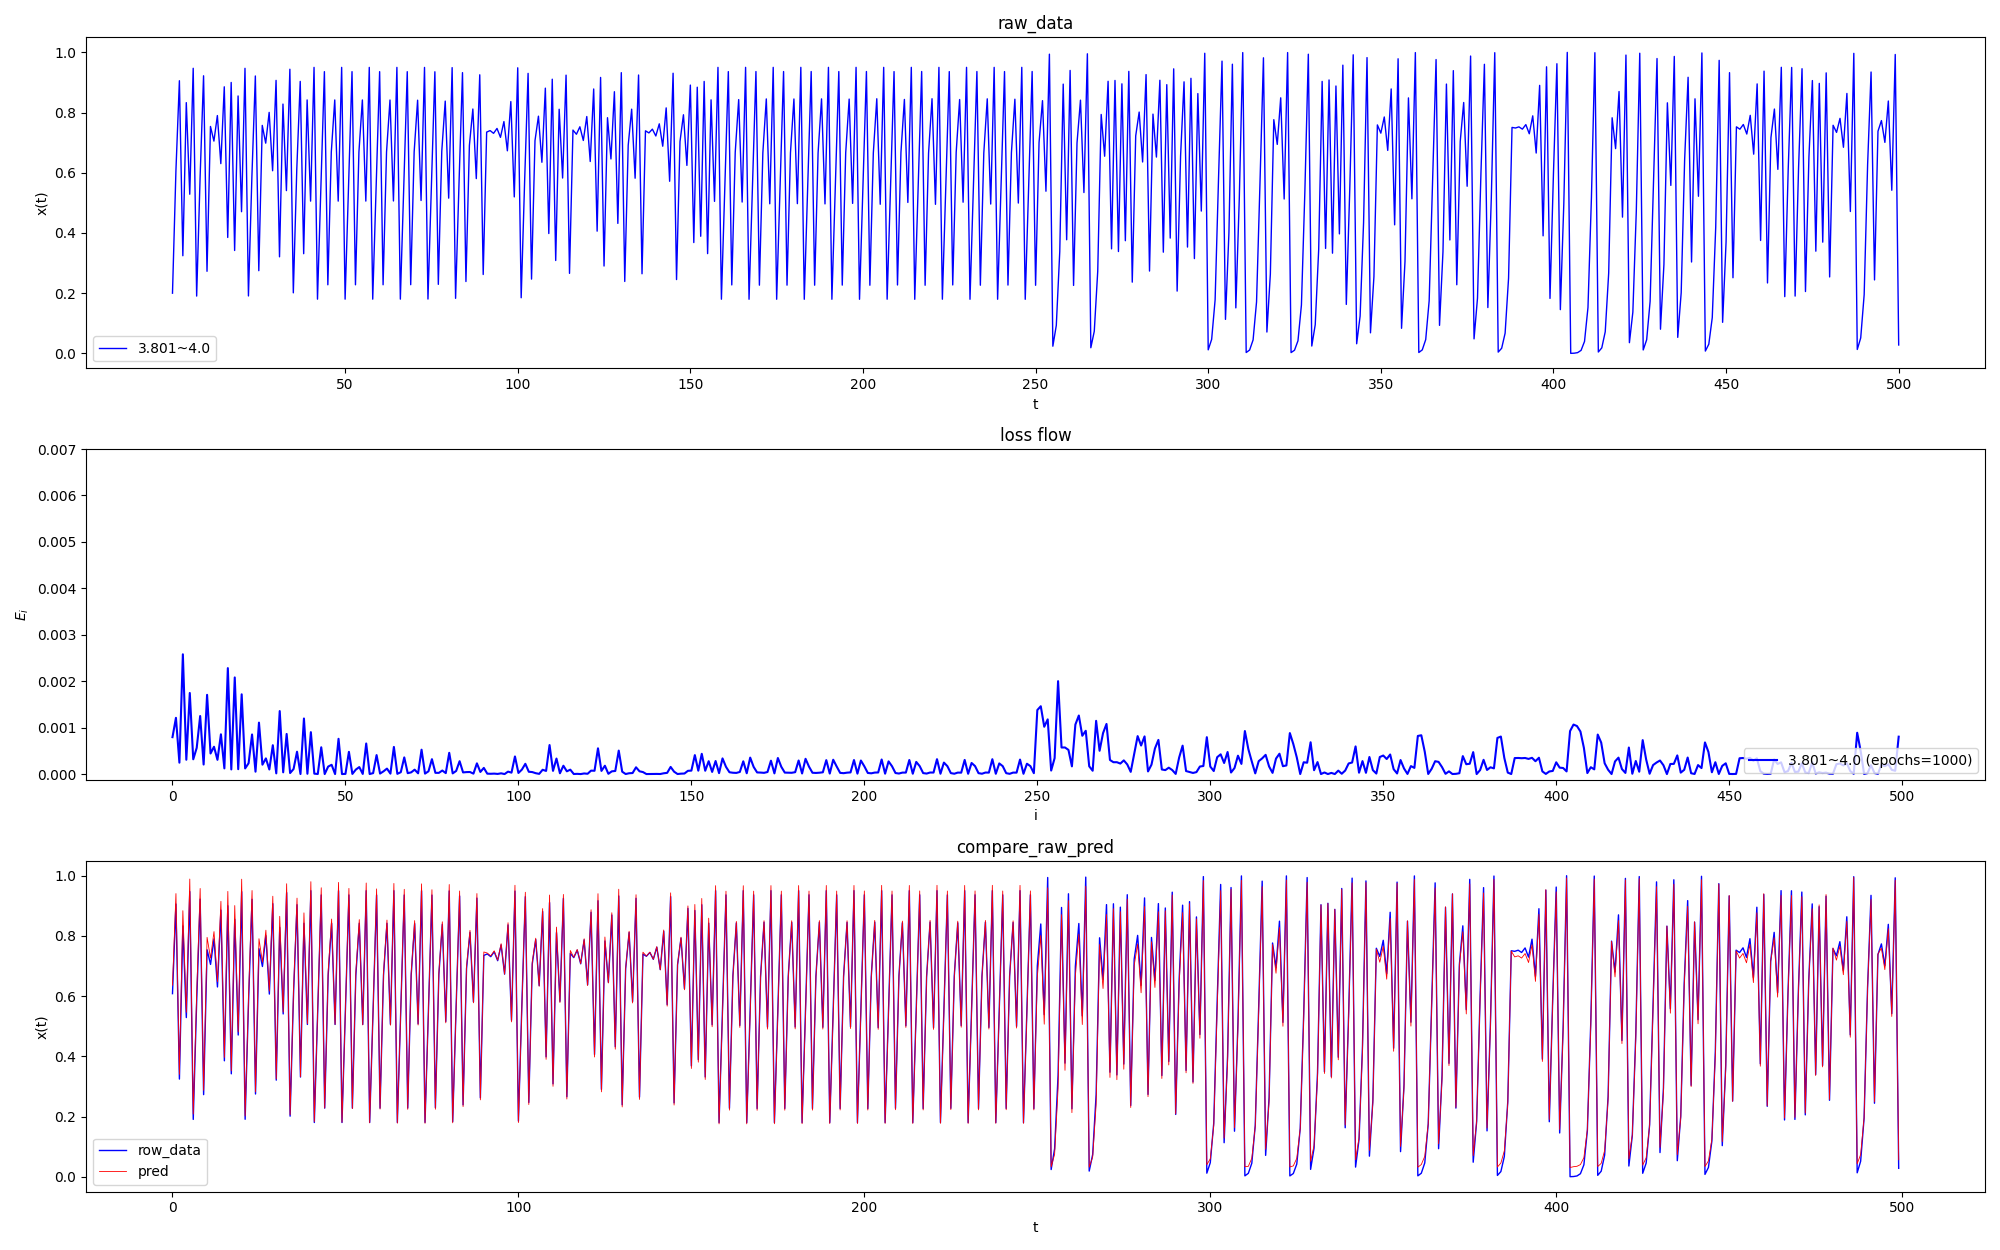 raw_data
x(t)
1.0
0.8
0.6
0.4
0.2
0.0
3.801~4.0
50 100 150 200 250 300 350 400 450 500
t
loss flow
E_i
0.007
0.006
0.005
0.004
0.003
0.002
0.001
0.000
3.801~4.0 (epochs=1000)
0 50 100 150 200 250 300 350 400 450 500
i
compare_raw_pred
x(t)
1.0
0.8
0.6
0.4
0.2
0.0
row_data
pred
0 100 200 300 400 500
t